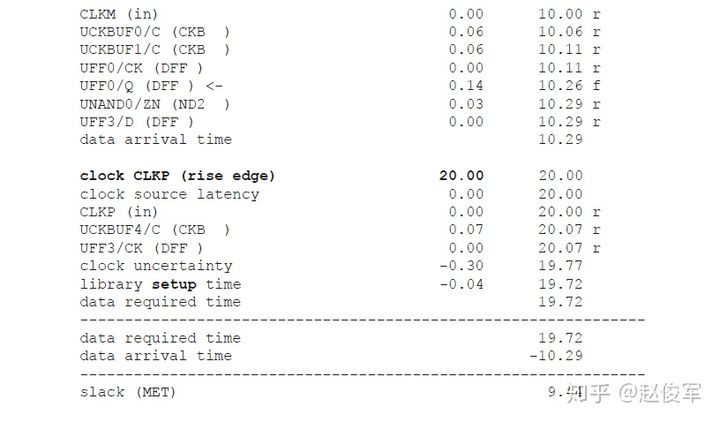 CLKM (in) 0.00 10.00 r
UCKBUF0/C (CKB ) 0.06 10.06 r
UCKBUF1/C (CKB ) 0.06 10.11 r
UFF0/CK (DFF ) 0.00 10.11 r
UFF0/Q (DFF ) <- 0.14 10.26 f
UNAND0/ZN (ND2 ) 0.03 10.29 r
UFF3/D (DFF ) 0.00 10.29 r
data arrival time 10.29
clock CLKP (rise edge) 20.00 20.00
clock source latency 0.00 20.00
CLKP (in) 0.00 20.00 r
UCKBUF4/C (CKB ) 0.07 20.07 r
UFF3/CK (DFF ) 0.00 20.07 r
clock uncertainty -0.30 19.77
library setup time -0.04 19.72
data required time 19.72
---------------------------------------------------------------
data required time 19.72
data arrival time -10.29
---------------------------------------------------------------
slack (MET) 9.44
知乎 @赵俊军